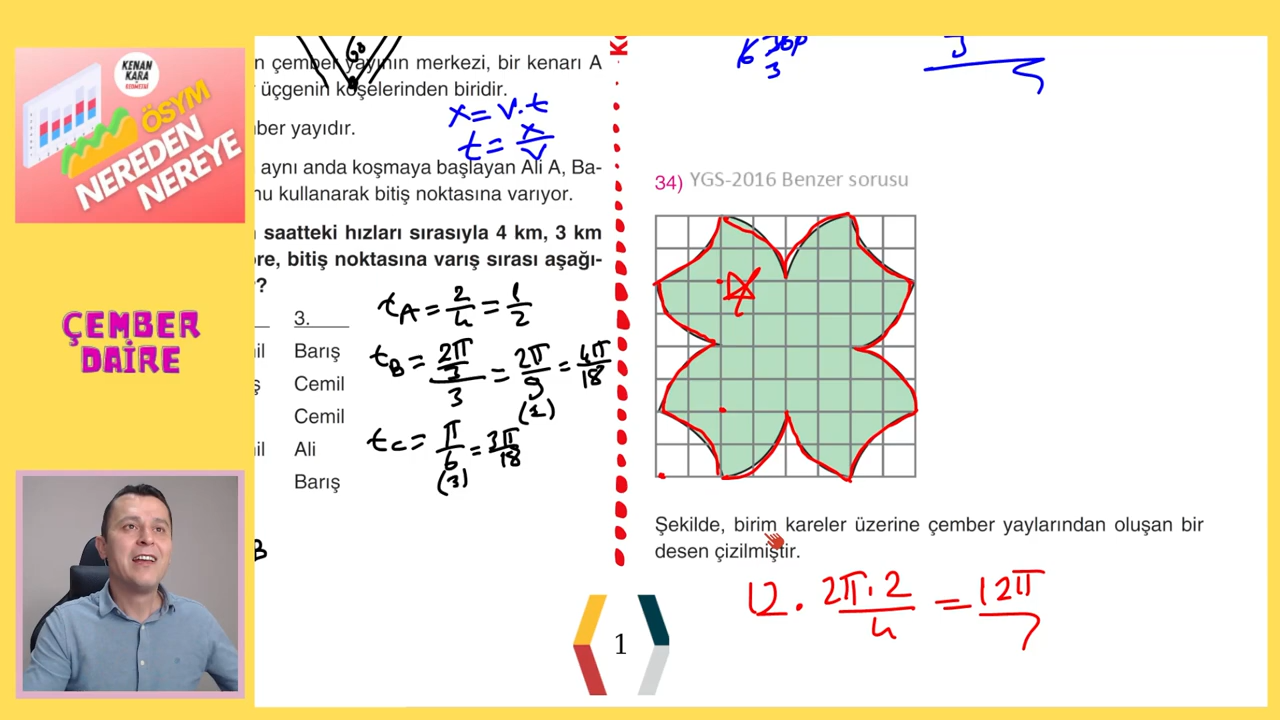 KENAN
KARA
ÖSYM
NEREDEN
NEREYE
ÇEMBER
DAİRE
60
n çember yayının merkezi, bir kenarı A
üçgenin köşelerinden biridir.
x = v.t
mber yayıdır.
t = x/v
aynı anda koşmaya başlayan Ali A, Ba-
nu kullanarak bitiş noktasına varıyor.
saatteki hızları sırasıyla 4 km, 3 km
öre, bitiş noktasına varış sırası aşağı-
?
3.
Barış
Cemil
Cemil
Ali
Barış
tA = 2/4 = 1/2
tB = 2π/3/3 = 2π/9 = 4π/18
(2)
tC = π/6 = 3π/18
(3)
B
1
34) YGS-2016 Benzer sorusu
Şekilde, birim kareler üzerine çember yaylarından oluşan bir
desen çizilmiştir.
12 . 2π.2/4 = 12π